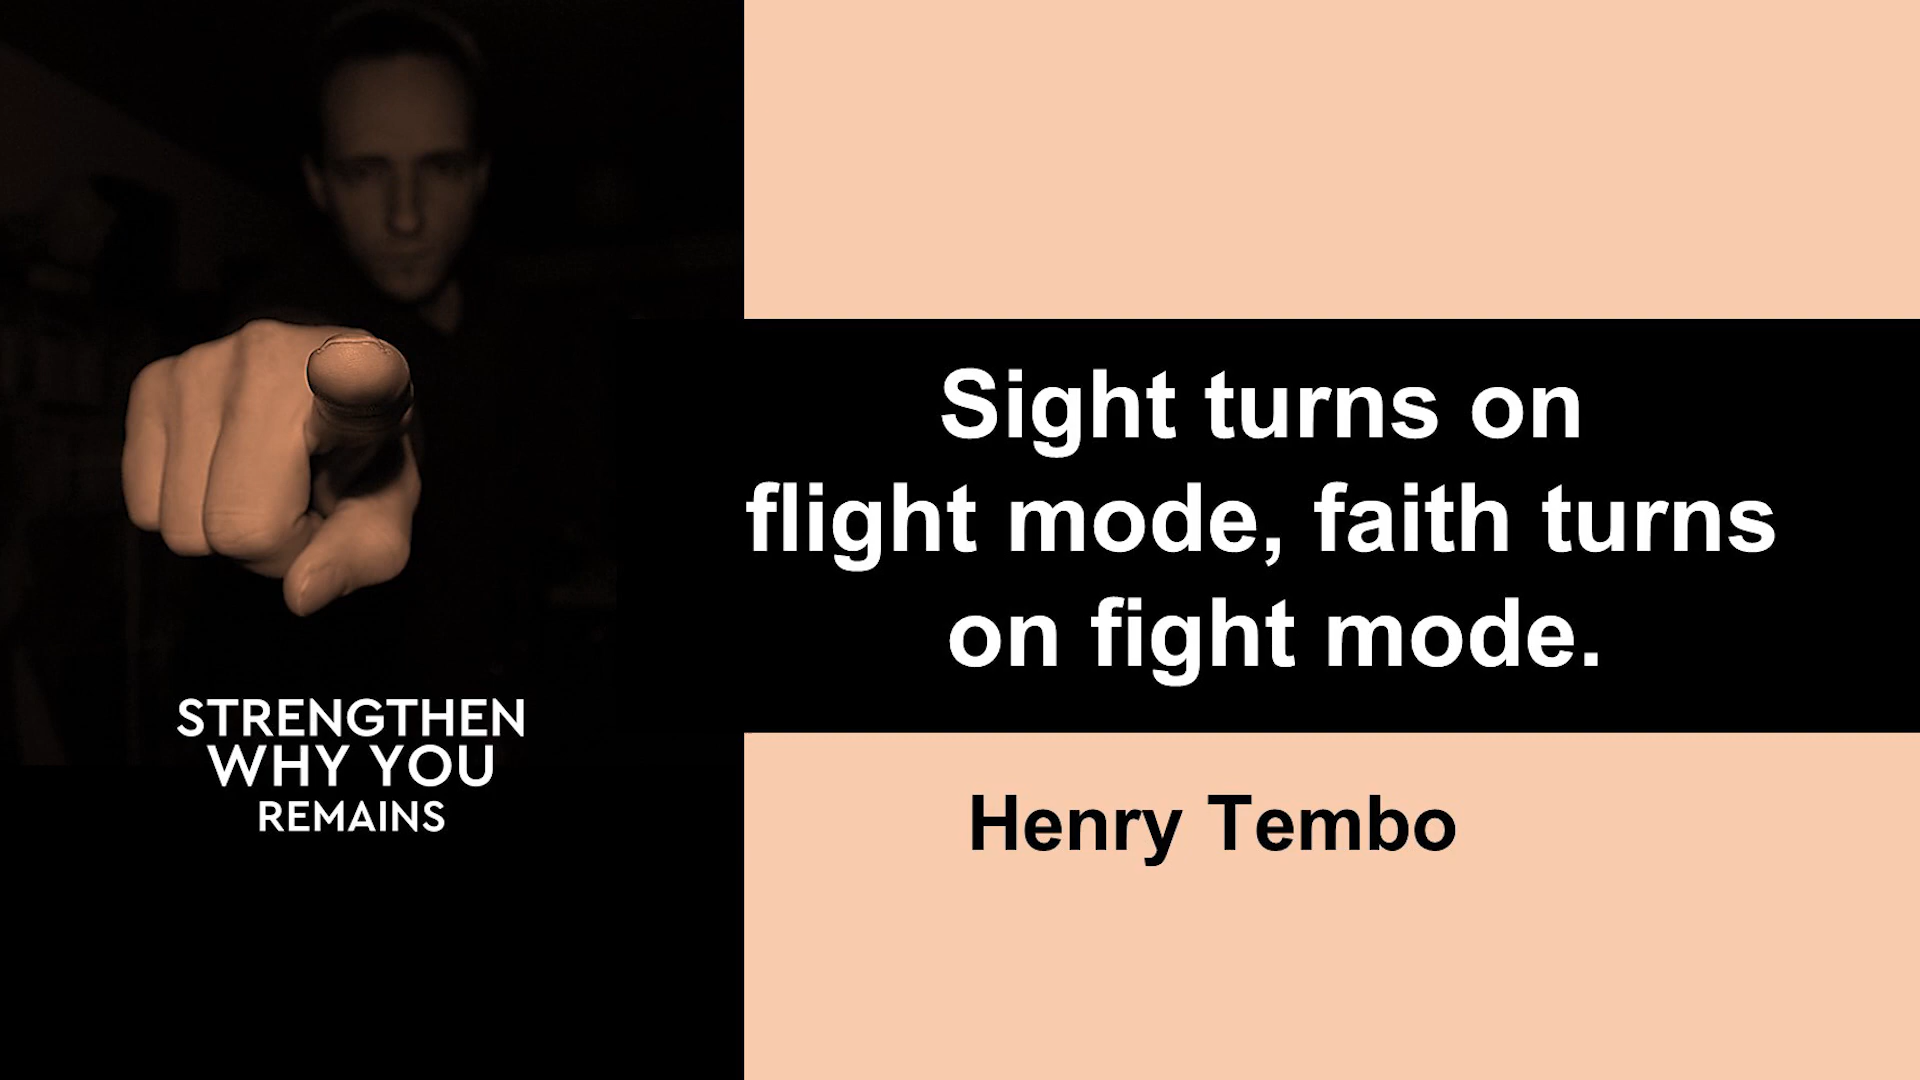 STRENGTHEN
WHY YOU
REMAINS
Sight turns on
flight mode, faith turns
on fight mode.
Henry Tembo